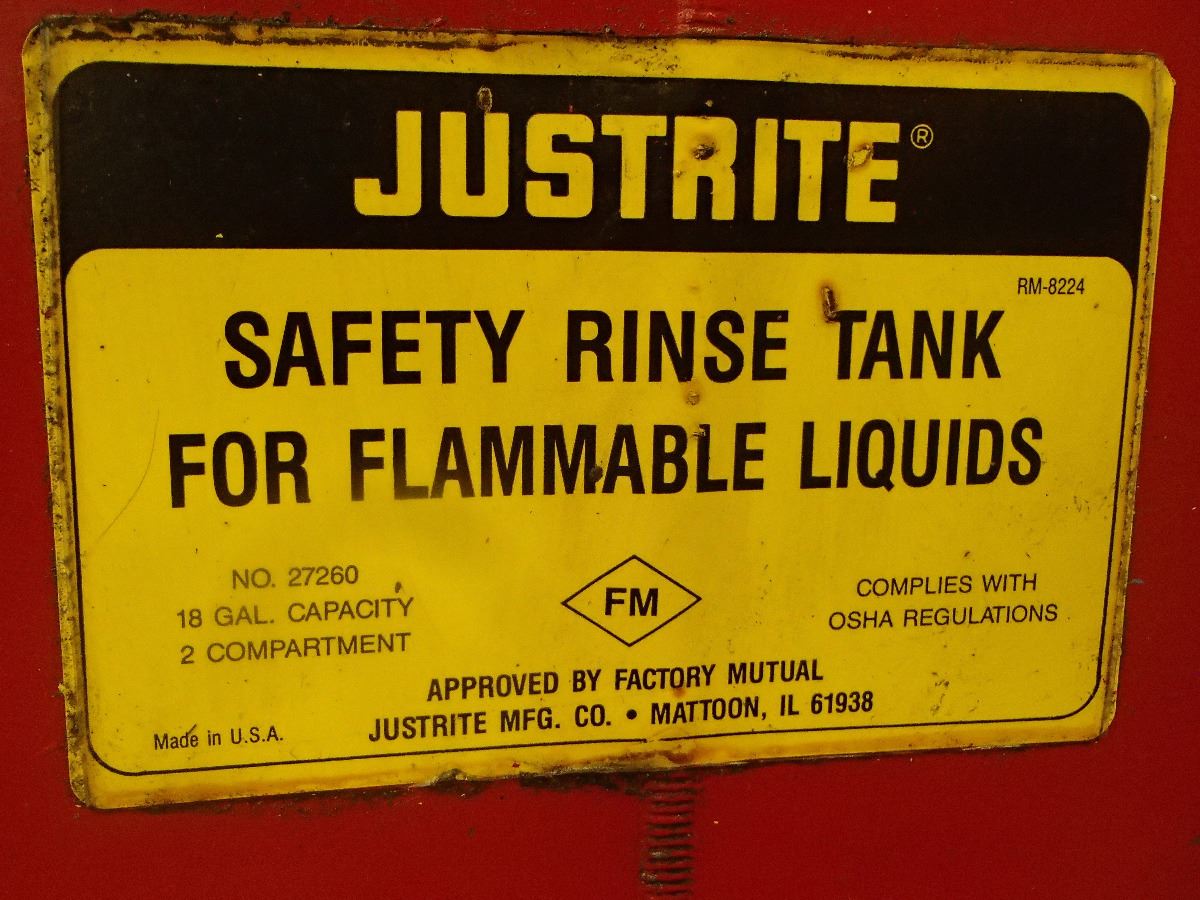 JUSTRITE®
RM-8224
SAFETY RINSE TANK
FOR FLAMMABLE LIQUIDS
NO. 27260
18 GAL. CAPACITY
2 COMPARTMENT
FM
COMPLIES WITH
OSHA REGULATIONS
APPROVED BY FACTORY MUTUAL
JUSTRITE MFG. CO. • MATTOON, IL 61938
Made in U.S.A.